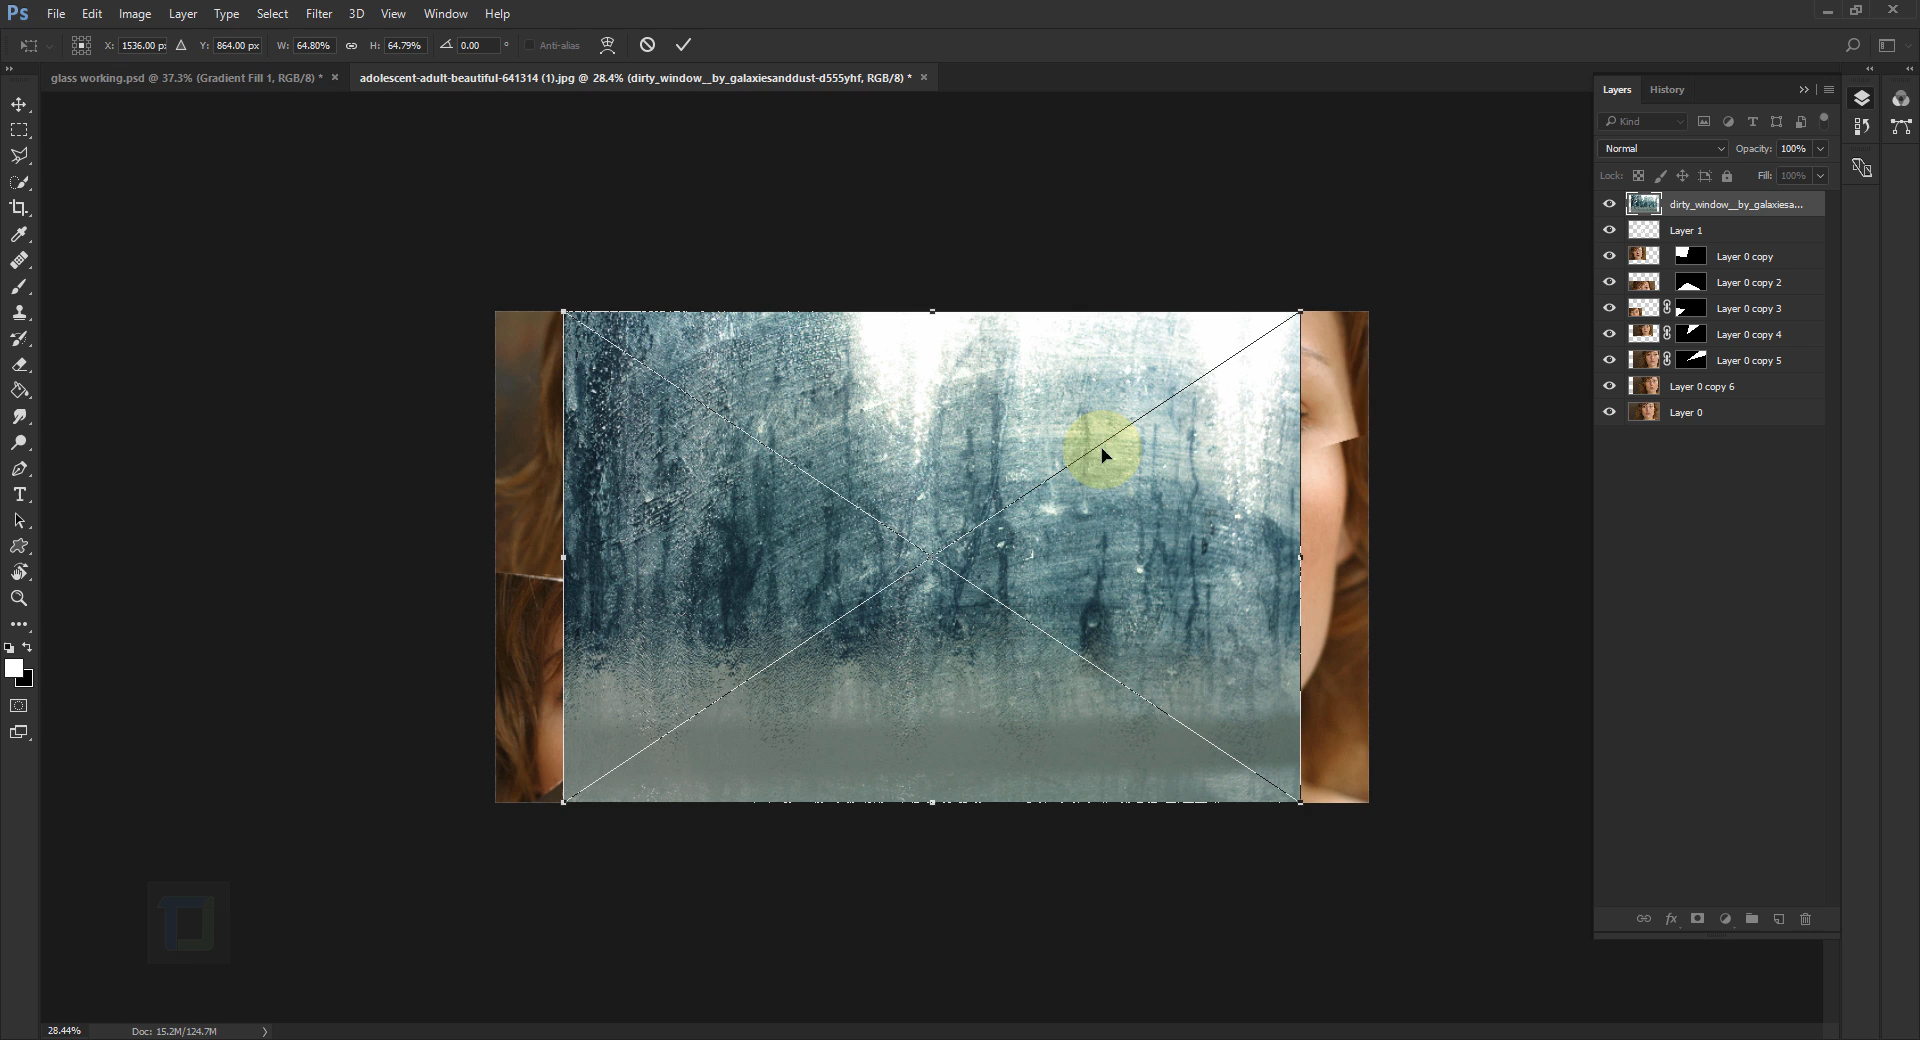 Ps File Edit Image Layer Type Select Filter 3D View Window Help
X: 1536.00 px Y: 864.00 px W: 64.80% H: 64.79% 0.00 ° Anti-alias
glass working.psd @ 37.3% (Gradient Fill 1, RGB/8) * × adolescent-adult-beautiful-641314 (1).jpg @ 28.4% (dirty_window__by_galaxiesanddust-d555yhf, RGB/8) * ×
Layers History
Kind
Normal Opacity: 100%
Lock: Fill: 100%
dirty_window__by_galaxiesa...
Layer 1
Layer 0 copy
Layer 0 copy 2
Layer 0 copy 3
Layer 0 copy 4
Layer 0 copy 5
Layer 0 copy 6
Layer 0
fx
28.44% Doc: 15.2M/124.7M